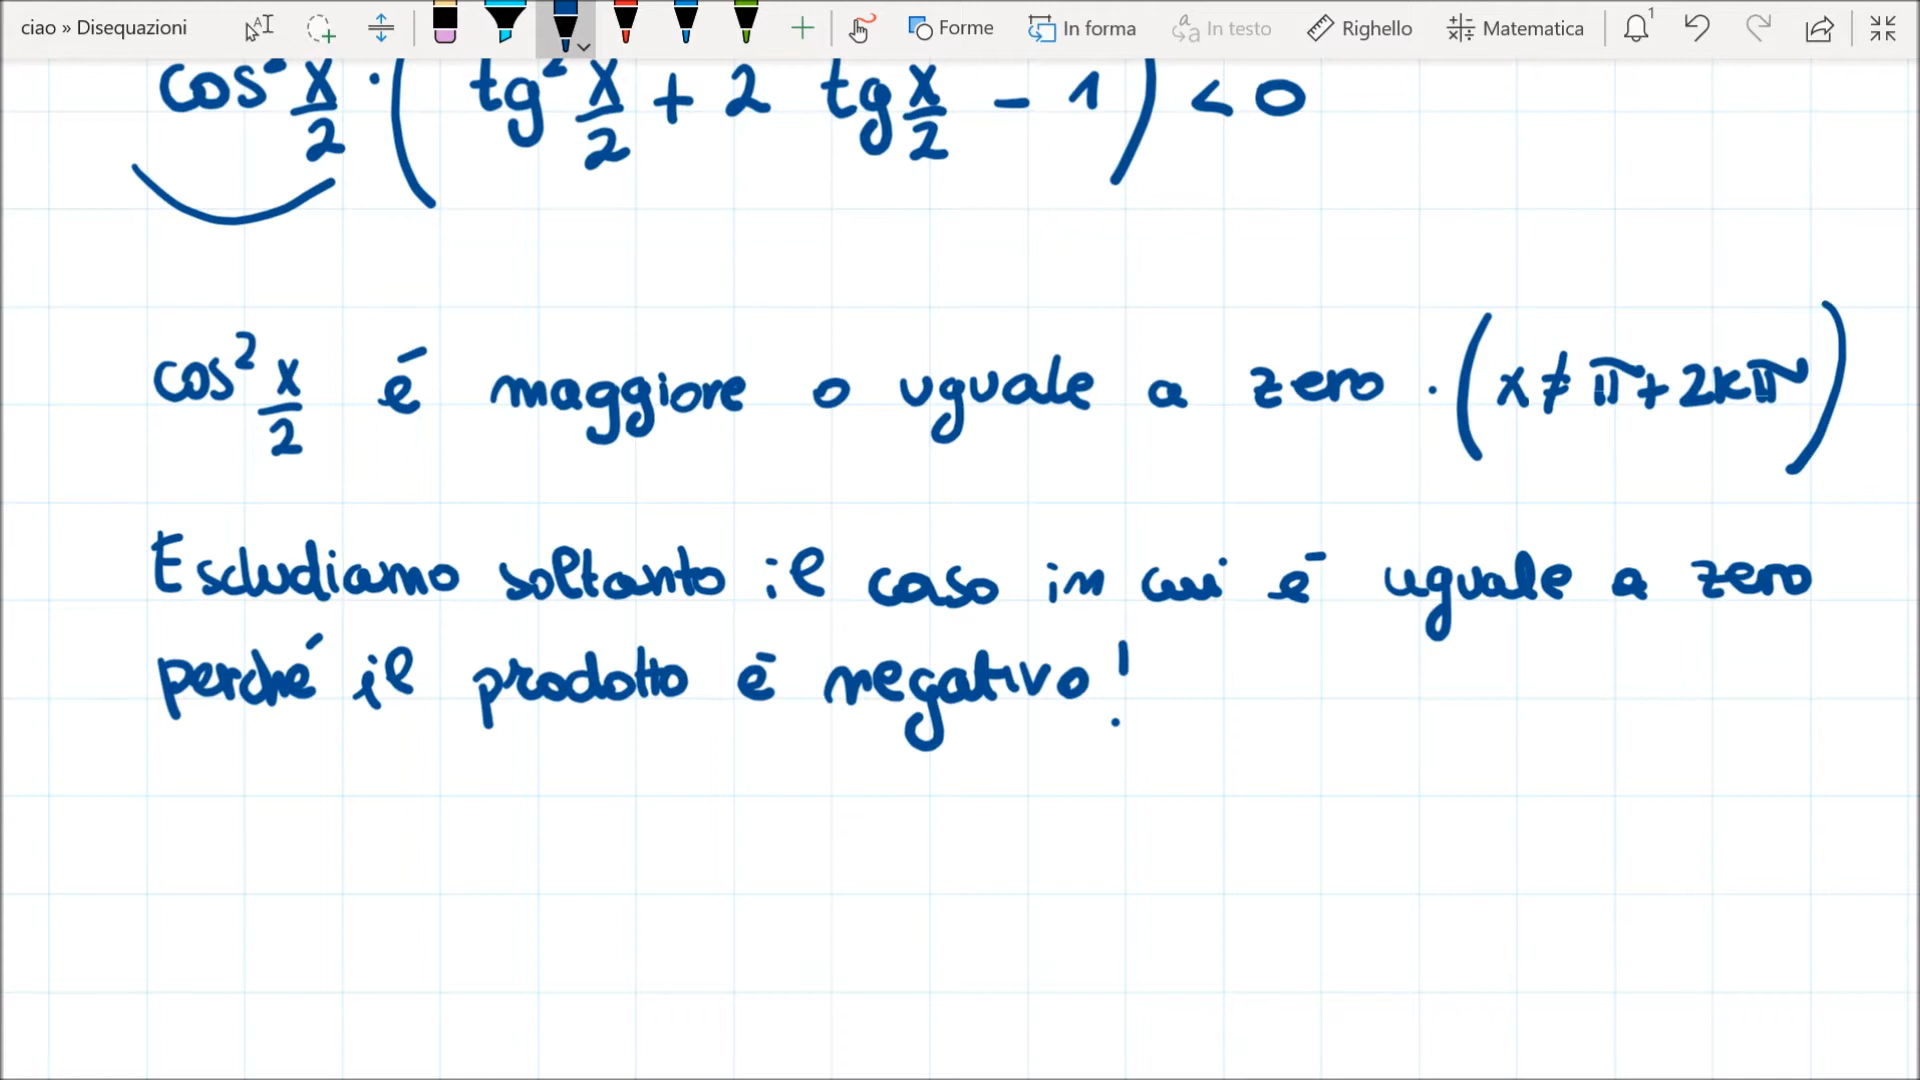 ciao » Disequazioni A I Forme In forma a a In testo Righello Matematica 1
cos² x/2 · ( tg² x/2 + 2 tg x/2 - 1 ) < 0
cos² x/2 é maggiore o uguale a zero . ( x ≠ π + 2kπ )
Escludiamo soltanto il caso in cui é uguale a zero
perché il prodotto é negativo!